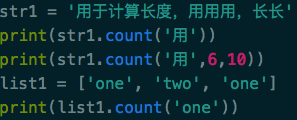 str1 = '用于计算长度，用用用，长长'
print(str1.count('用'))
print(str1.count('用',6,10))
list1 = ['one', 'two', 'one']
print(list1.count('one'))